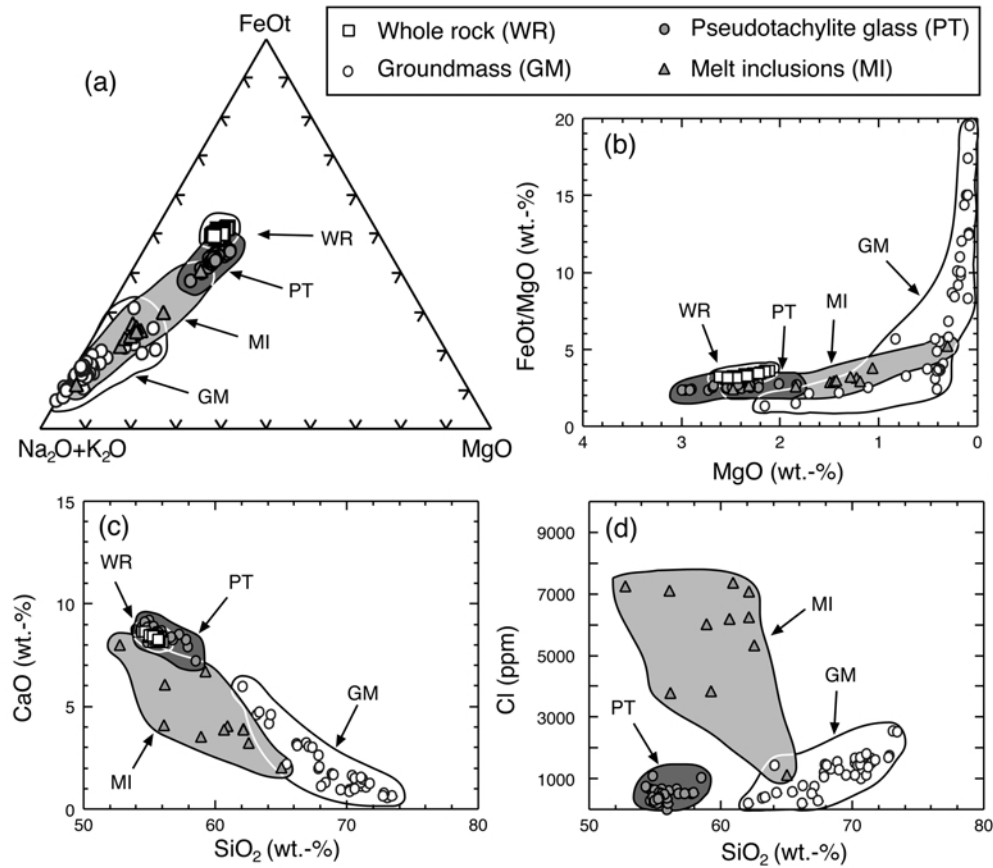 FeOt
Whole rock (WR)
Pseudotachylite glass (PT)
Groundmass (GM)
Melt inclusions (MI)
(a)
WR
PT
MI
GM
Na₂O+K₂O
MgO
(b)
FeOt/MgO (wt.-%)
20
15
10
5
0
GM
WR
PT
MI
4
3
2
1
0
MgO (wt.-%)
(c)
CaO (wt.-%)
15
10
5
0
WR
PT
GM
MI
50
60
70
80
SiO₂ (wt.-%)
(d)
Cl (ppm)
9000
7000
5000
3000
1000
MI
GM
PT
50
60
70
80
SiO₂ (wt.-%)